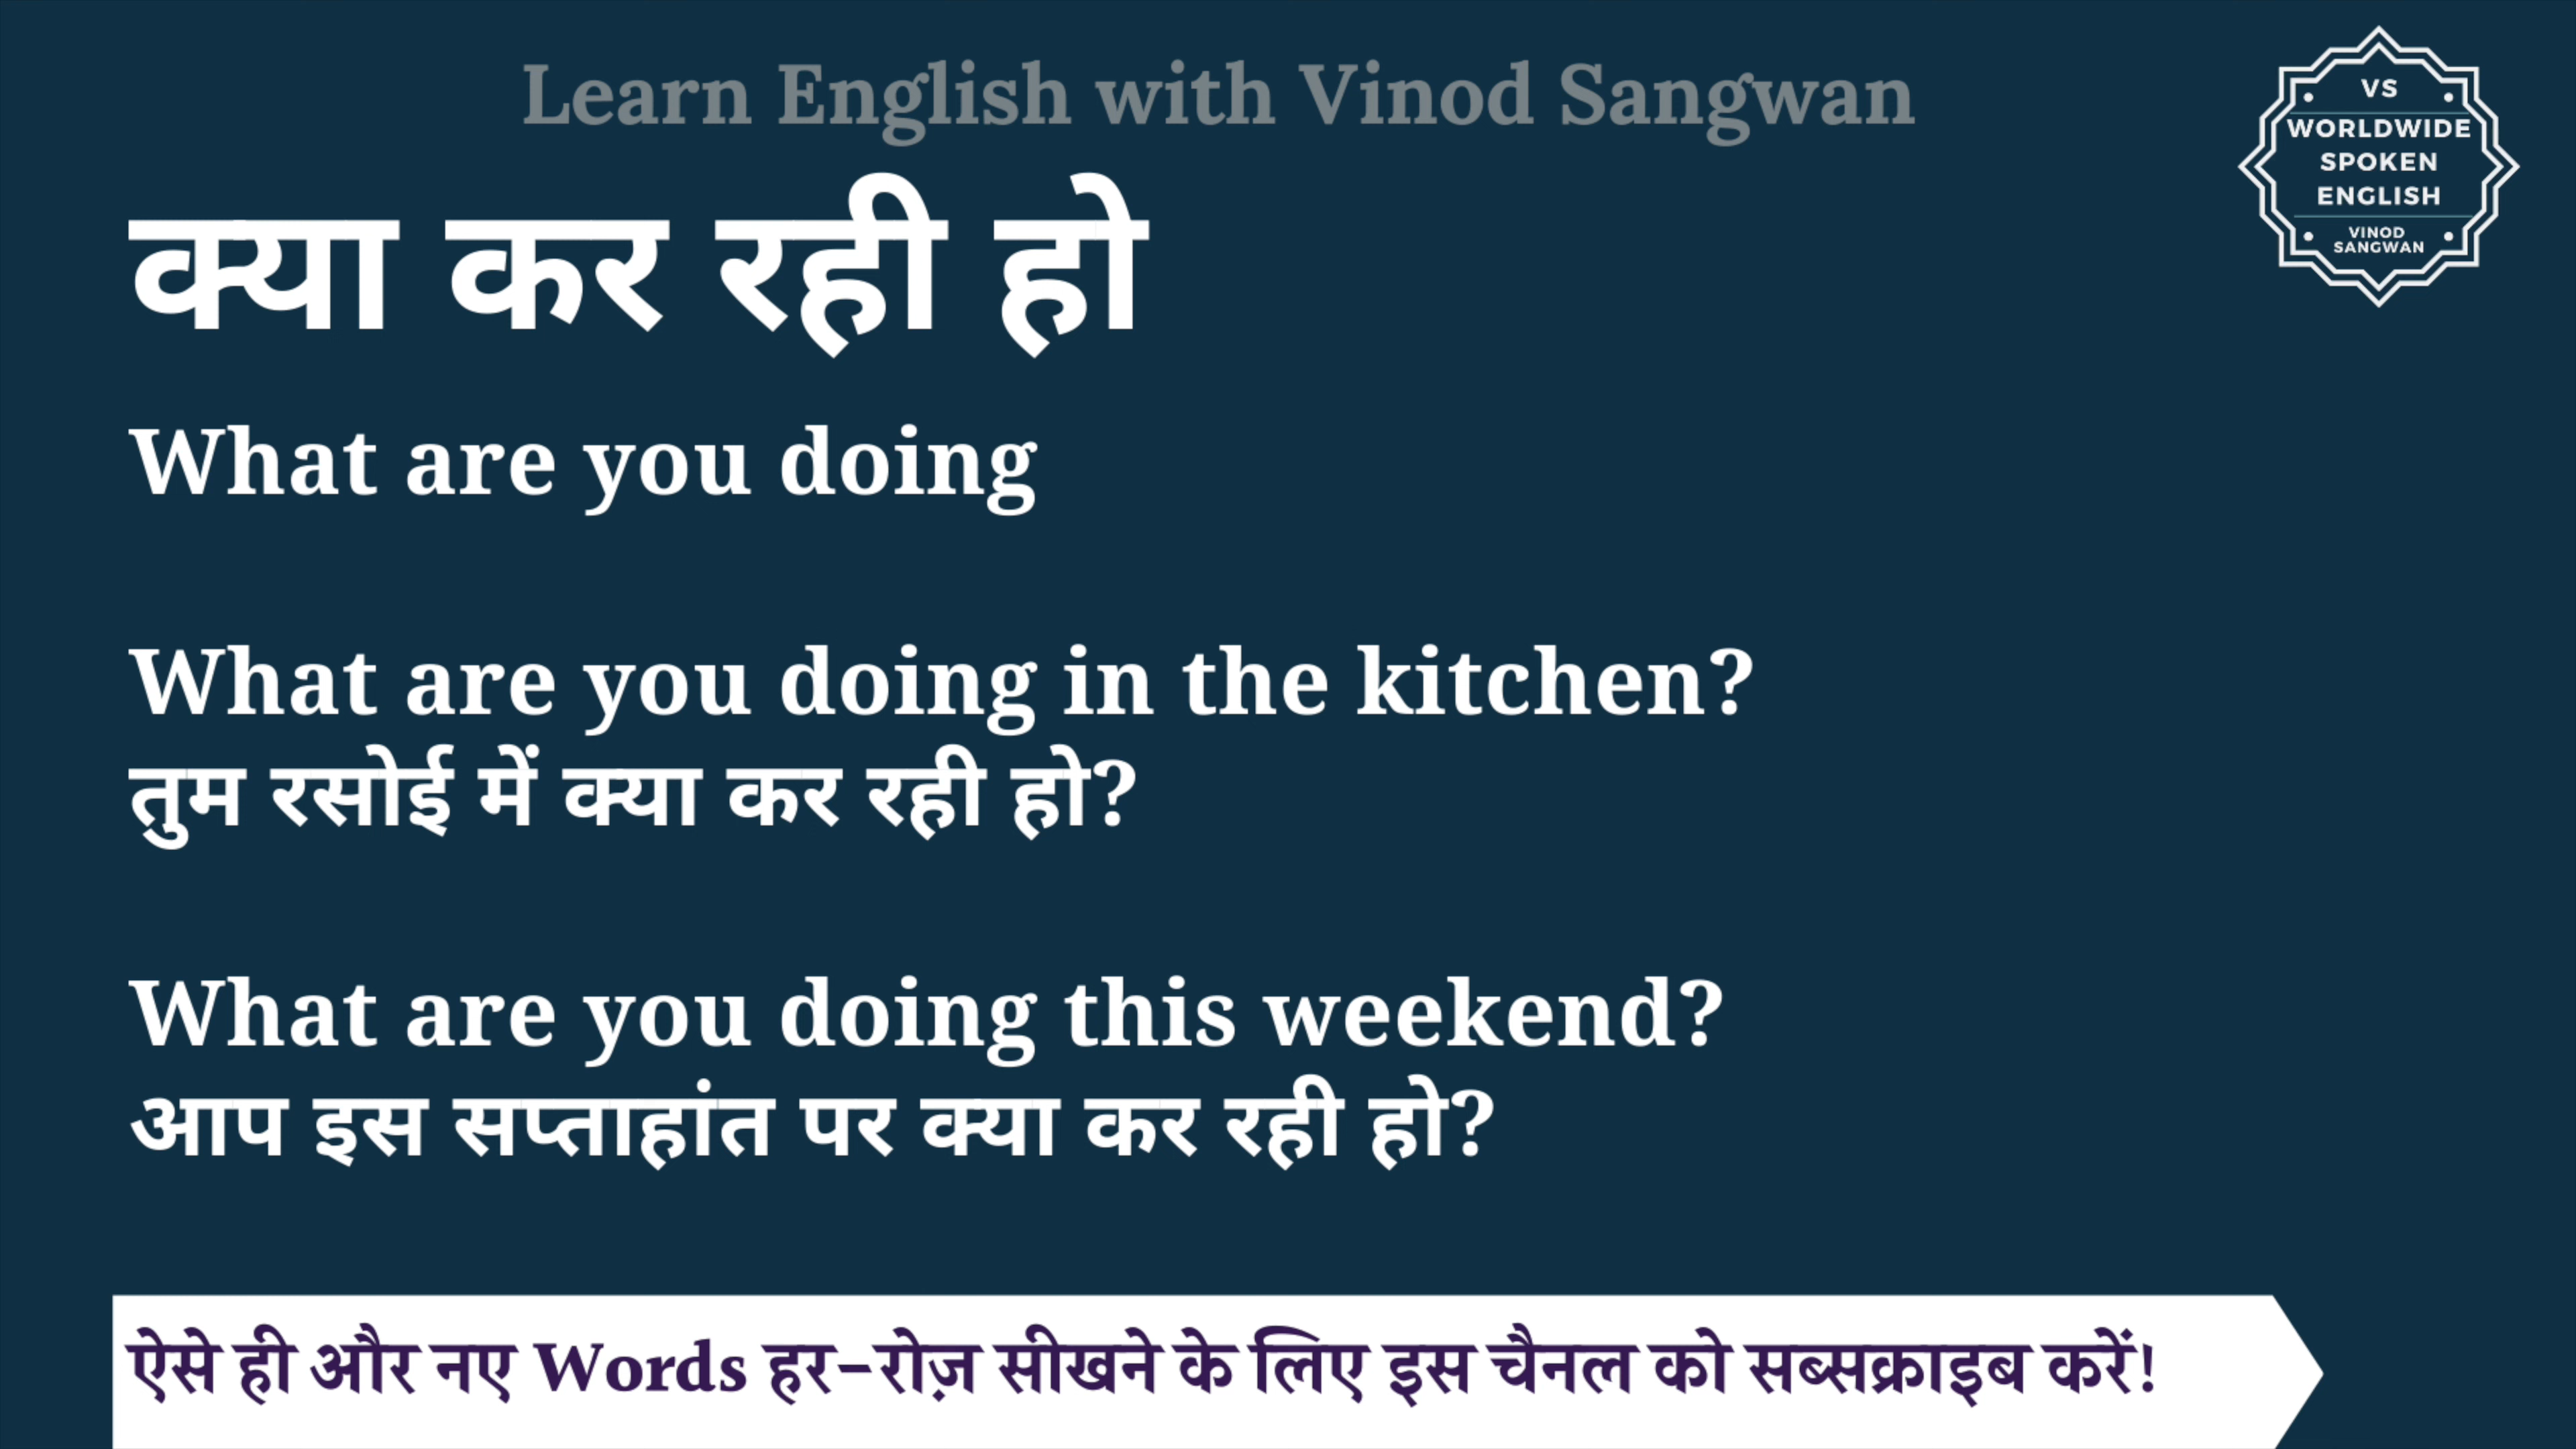 Learn English with Vinod Sangwan
VS
WORLDWIDE
SPOKEN
ENGLISH
VINOD
SANGWAN
क्या कर रही हो
What are you doing
What are you doing in the kitchen?
तुम रसोई में क्या कर रही हो?
What are you doing this weekend?
आप इस सप्ताहांत पर क्या कर रही हो?
ऐसे ही और नए Words हर-रोज़ सीखने के लिए इस चैनल को सब्सक्राइब करें!